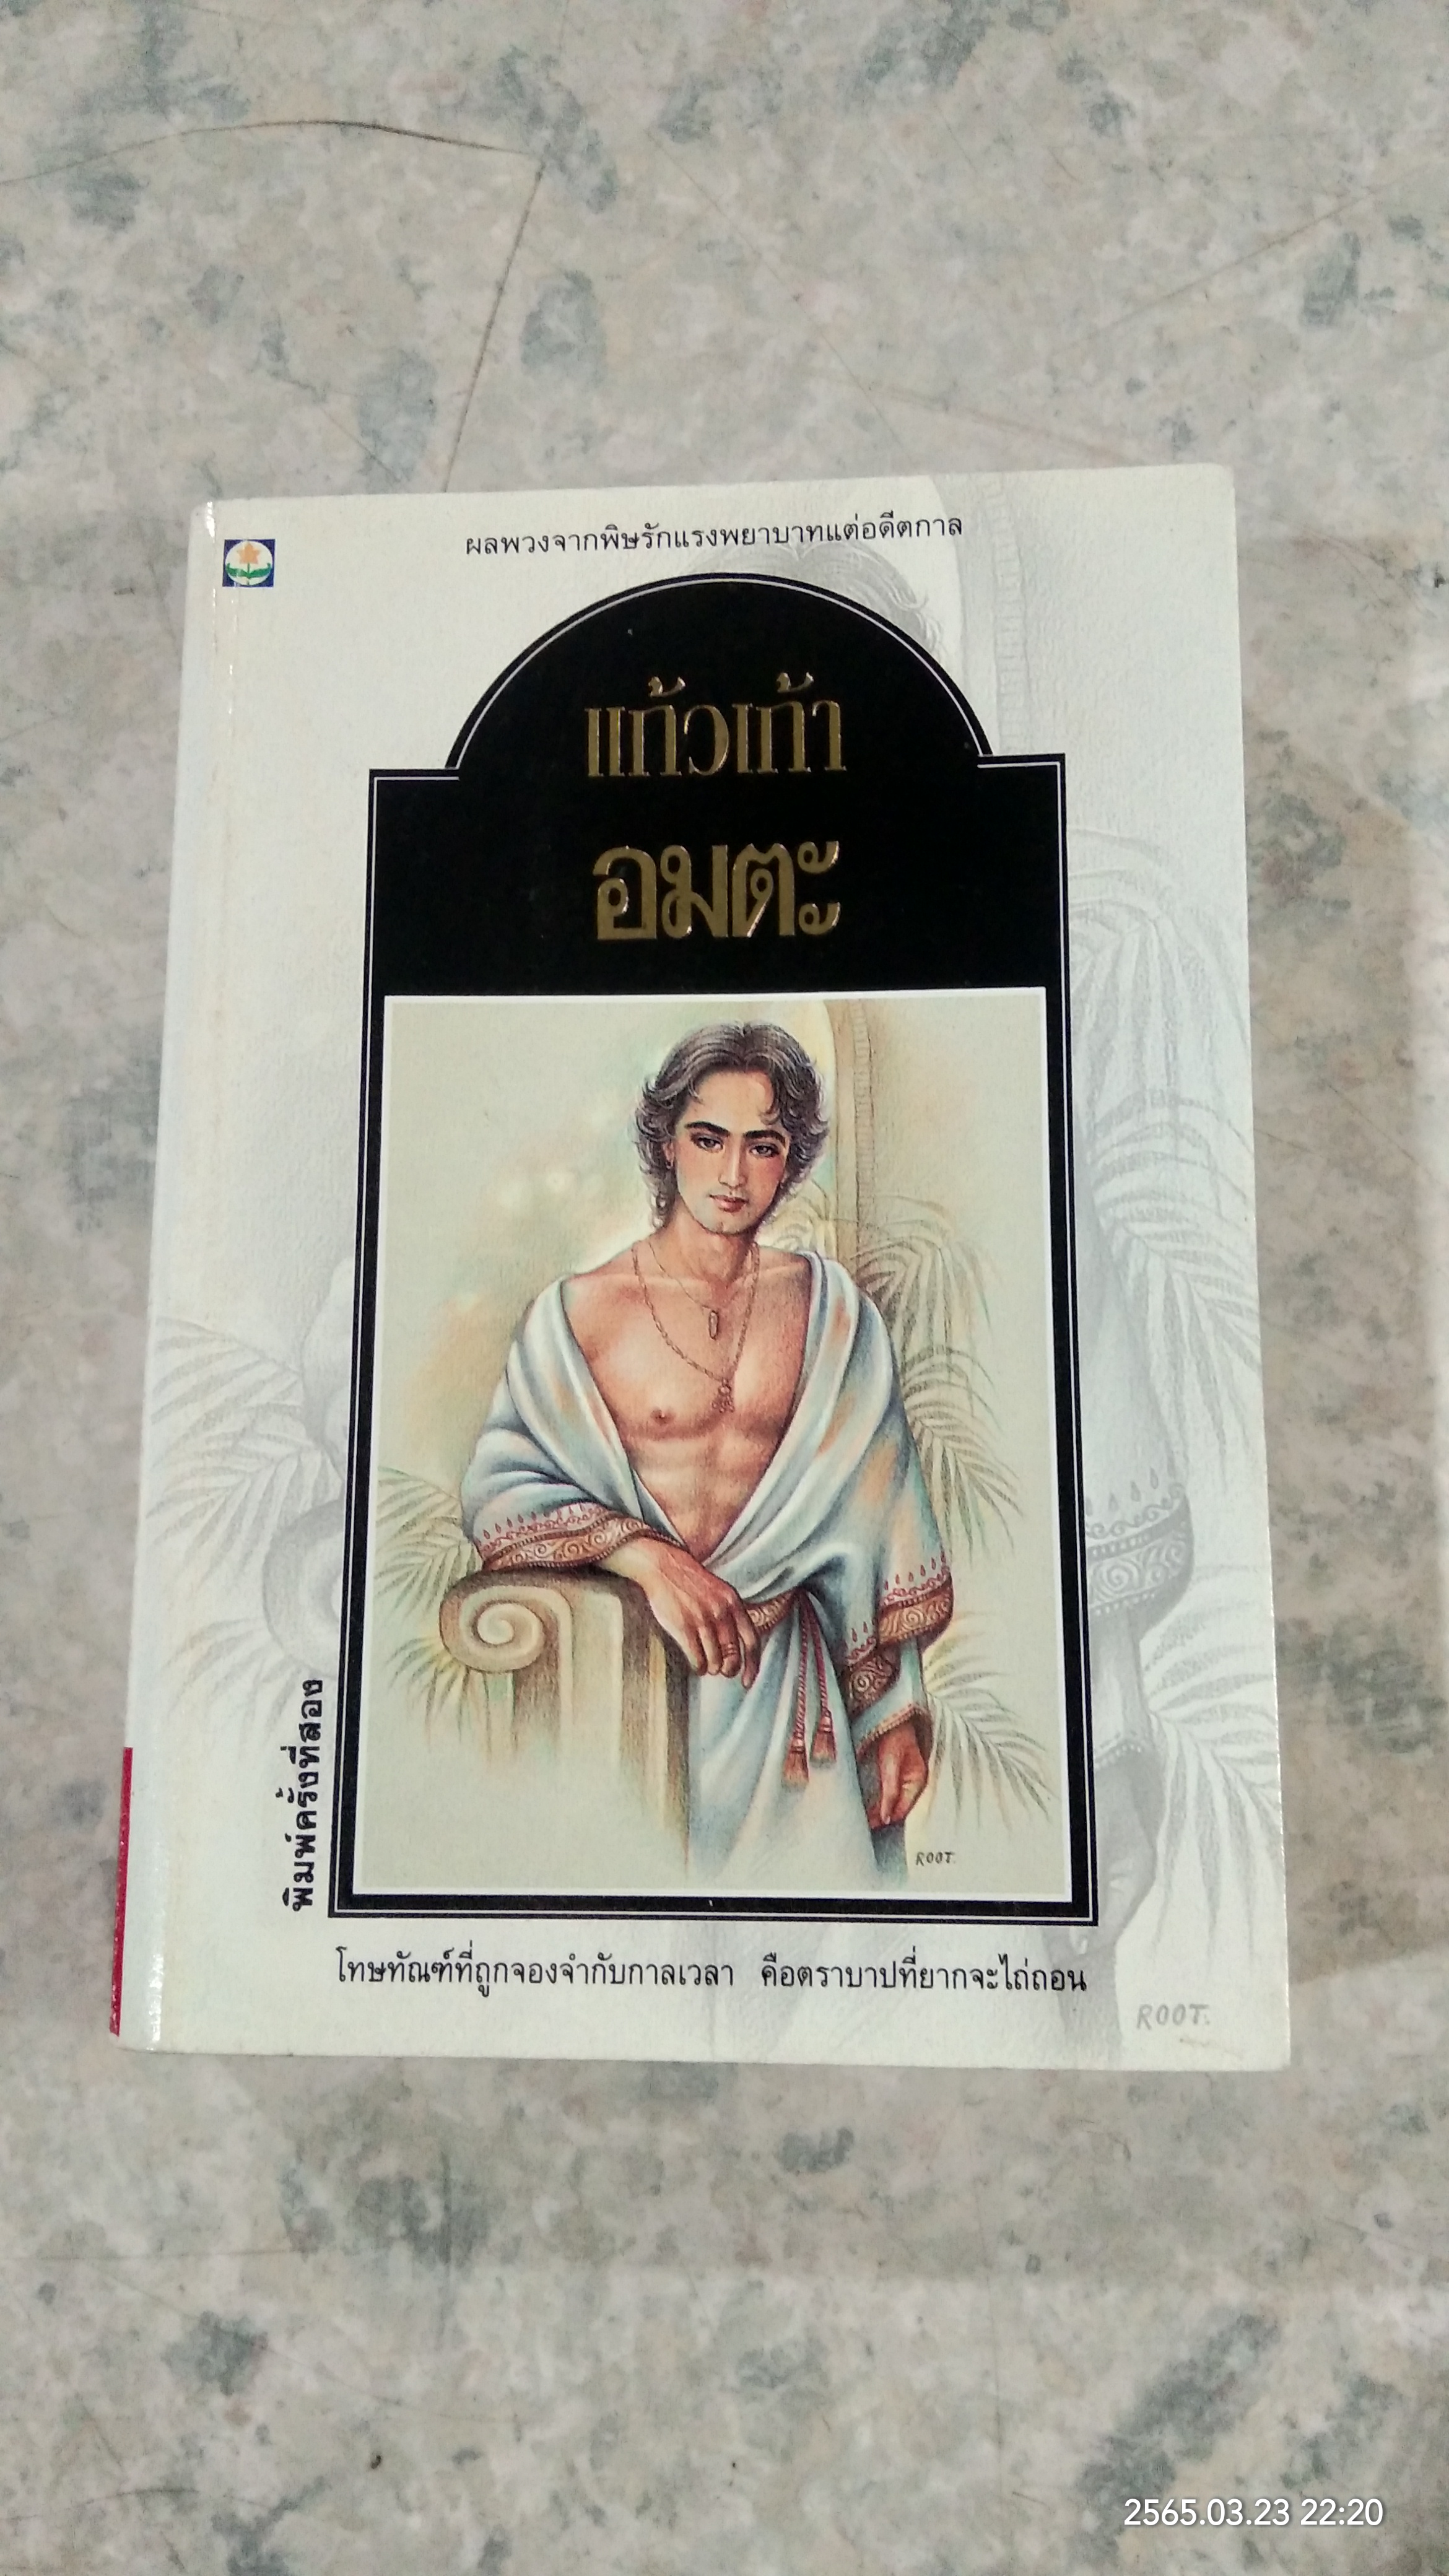 ผลพวงจากพิษรักแรงพยาบาทแต่อดีตกาล
แก้วเก้า
อมตะ
ROOT.
พิมพ์ครั้งที่สอง
โทษทัณฑ์ที่ถูกจองจำกับกาลเวลา คือตราบาปที่ยากจะไถ่ถอน
ROOT.
2565.03.23 22:20